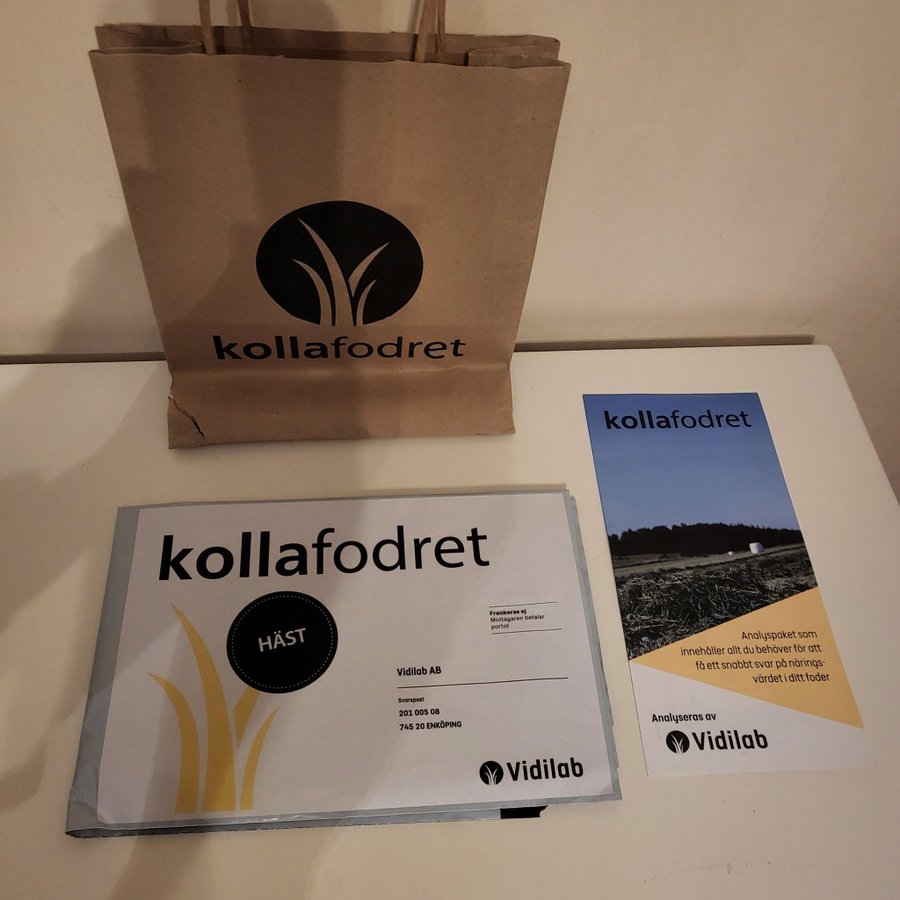 kollafodret
kollafodret
HÄST
Frankeras ej
Mottagaren betalar
portot
Vidilab AB
Svarspost
201 005 08
745 20 ENKÖPING
Vidilab
kollafodret
Analyspaket som
innehåller allt du behöver för att
få ett snabbt svar på närings-
värdet i ditt foder
Analyseras av
Vidilab